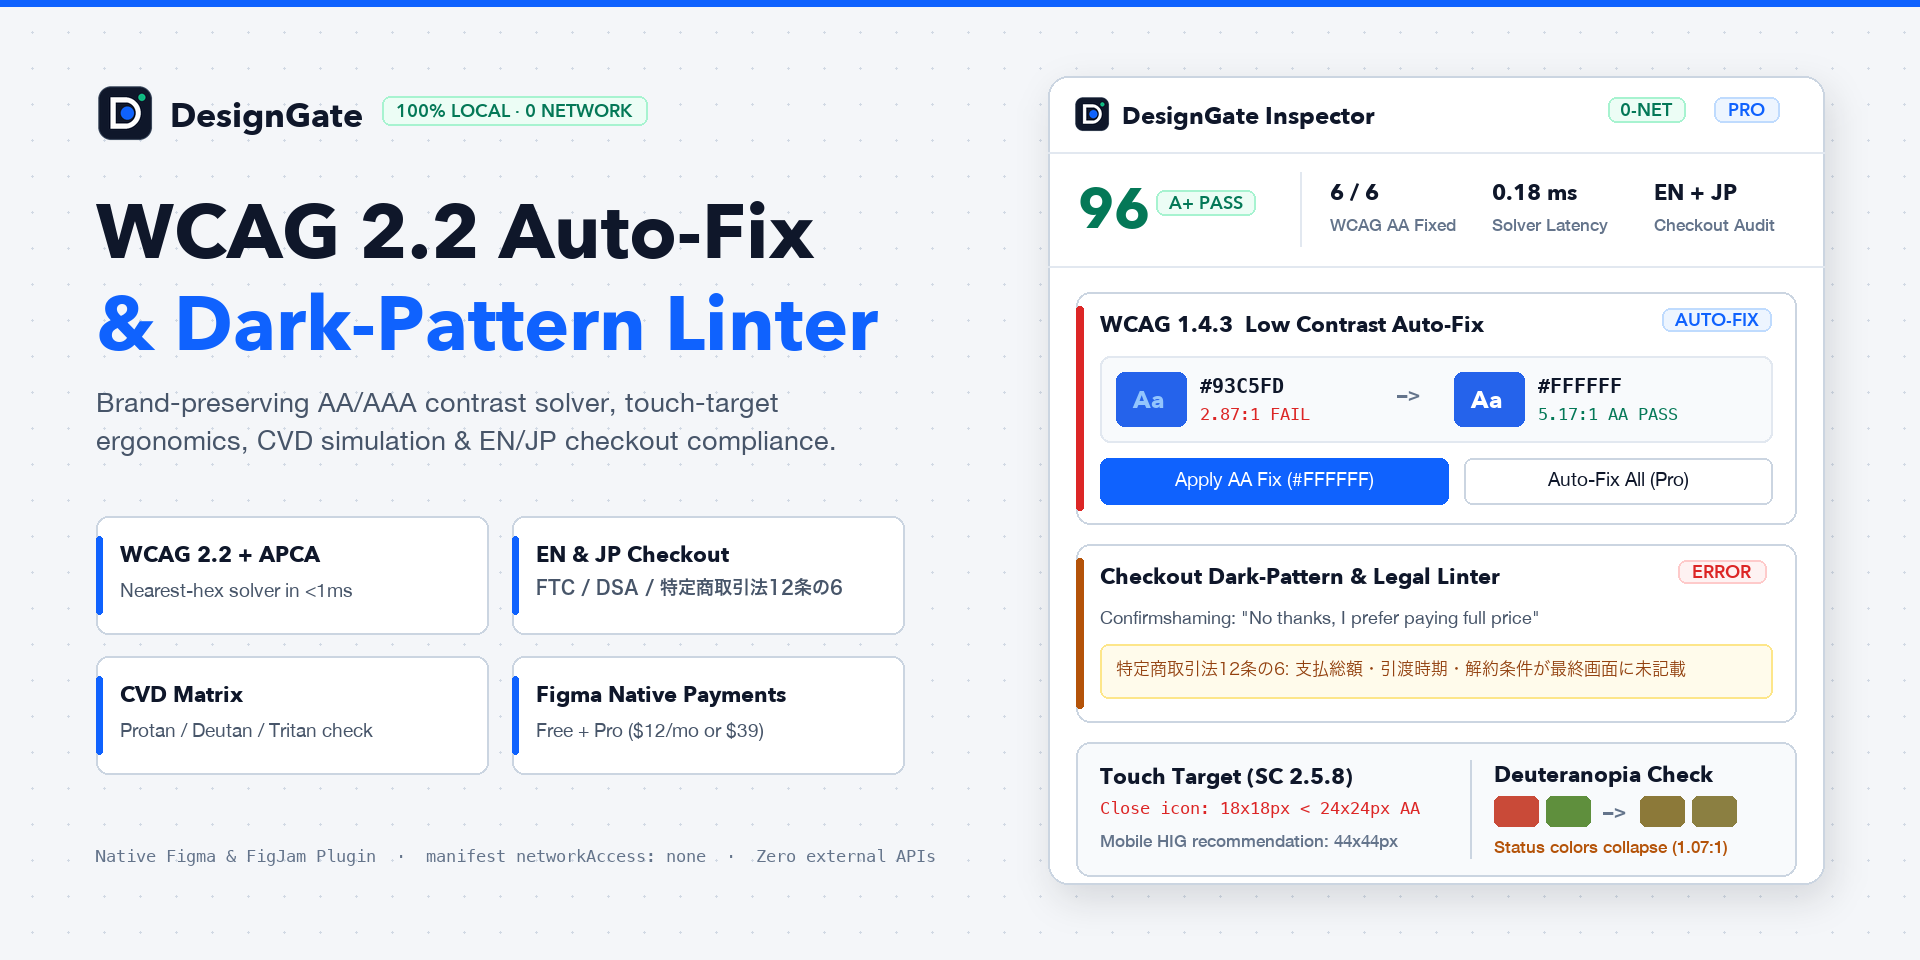 DesignGate
100% LOCAL · 0 NETWORK
WCAG 2.2 Auto-Fix
& Dark-Pattern Linter
Brand-preserving AA/AAA contrast solver, touch-target
ergonomics, CVD simulation & EN/JP checkout compliance.
WCAG 2.2 + APCA
Nearest-hex solver in <1ms
EN & JP Checkout
FTC / DSA / 特定商取引法12条の6
CVD Matrix
Protan / Deutan / Tritan check
Figma Native Payments
Free + Pro ($12/mo or $39)
Native Figma & FigJam Plugin · manifest networkAccess: none · Zero external APIs
DesignGate Inspector
0-NET
PRO
96
A+ PASS
6 / 6
WCAG AA Fixed
0.18 ms
Solver Latency
EN + JP
Checkout Audit
WCAG 1.4.3 Low Contrast Auto-Fix
AUTO-FIX
Aa
#93C5FD
2.87:1 FAIL
—>
Aa
#FFFFFF
5.17:1 AA PASS
Apply AA Fix (#FFFFFF)
Auto-Fix All (Pro)
Checkout Dark-Pattern & Legal Linter
ERROR
Confirmshaming: "No thanks, I prefer paying full price"
特定商取引法12条の6: 支払総額・引渡時期・解約条件が最終画面に未記載
Touch Target (SC 2.5.8)
Close icon: 18x18px < 24x24px AA
Mobile HIG recommendation: 44x44px
Deuteranopia Check
—>
Status colors collapse (1.07:1)